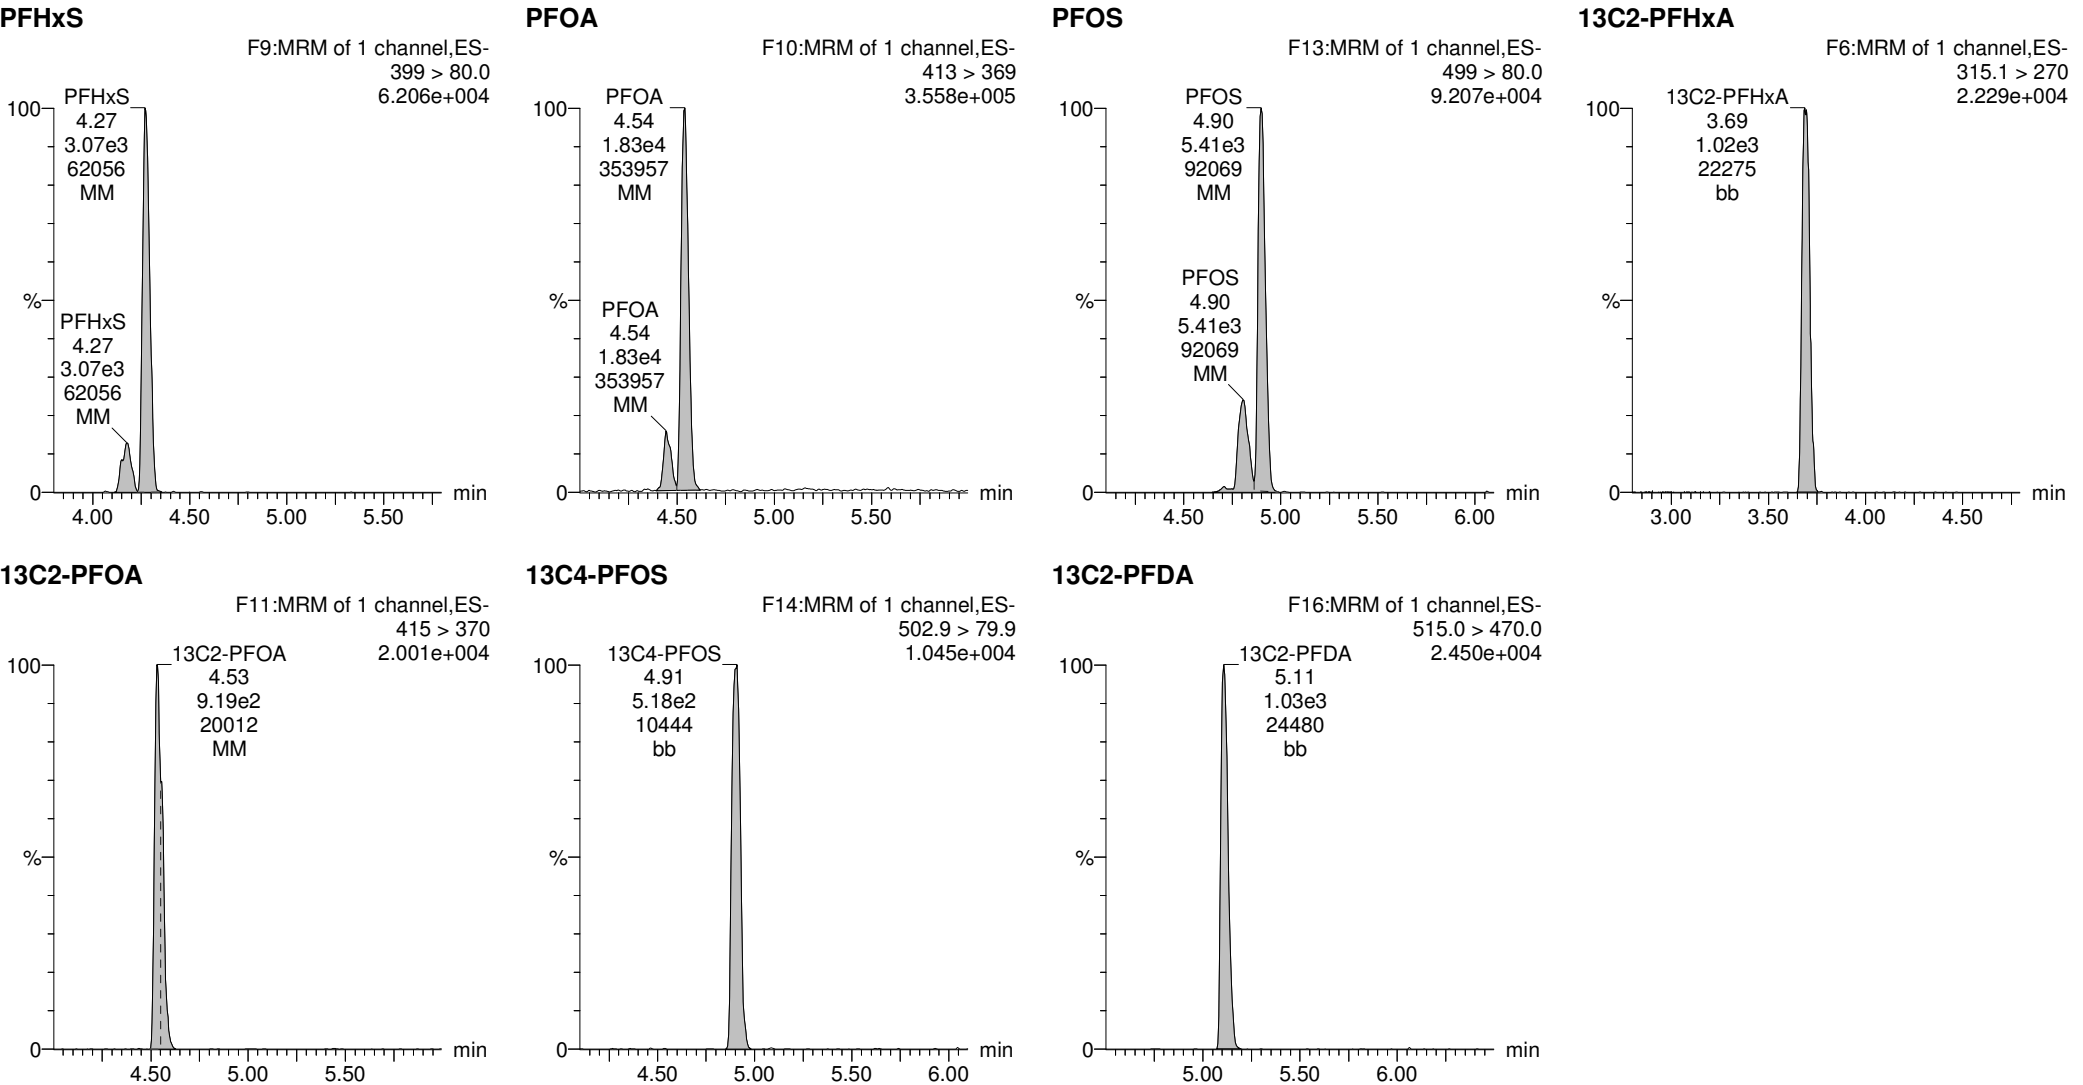 PFHxS
F9:MRM of 1 channel,ES-
399 > 80.0
6.206e+004
PFHxS
4.27
3.07e3
62056
MM
PFHxS
4.27
3.07e3
62056
MM
100
%
0
min
4.00 4.50 5.00 5.50
PFOA
F10:MRM of 1 channel,ES-
413 > 369
3.558e+005
PFOA
4.54
1.83e4
353957
MM
PFOA
4.54
1.83e4
353957
MM
100
%
0
min
4.50 5.00 5.50
PFOS
F13:MRM of 1 channel,ES-
499 > 80.0
9.207e+004
PFOS
4.90
5.41e3
92069
MM
PFOS
4.90
5.41e3
92069
MM
100
%
0
min
4.50 5.00 5.50 6.00
13C2-PFHxA
F6:MRM of 1 channel,ES-
315.1 > 270
2.229e+004
13C2-PFHxA
3.69
1.02e3
22275
bb
100
%
0
min
3.00 3.50 4.00 4.50
13C2-PFOA
F11:MRM of 1 channel,ES-
415 > 370
2.001e+004
13C2-PFOA
4.53
9.19e2
20012
MM
100
%
0
min
4.50 5.00 5.50
13C4-PFOS
F14:MRM of 1 channel,ES-
502.9 > 79.9
1.045e+004
13C4-PFOS
4.91
5.18e2
10444
bb
100
%
0
min
4.50 5.00 5.50 6.00
13C2-PFDA
F16:MRM of 1 channel,ES-
515.0 > 470.0
2.450e+004
13C2-PFDA
5.11
1.03e3
24480
bb
100
%
0
min
5.00 5.50 6.00